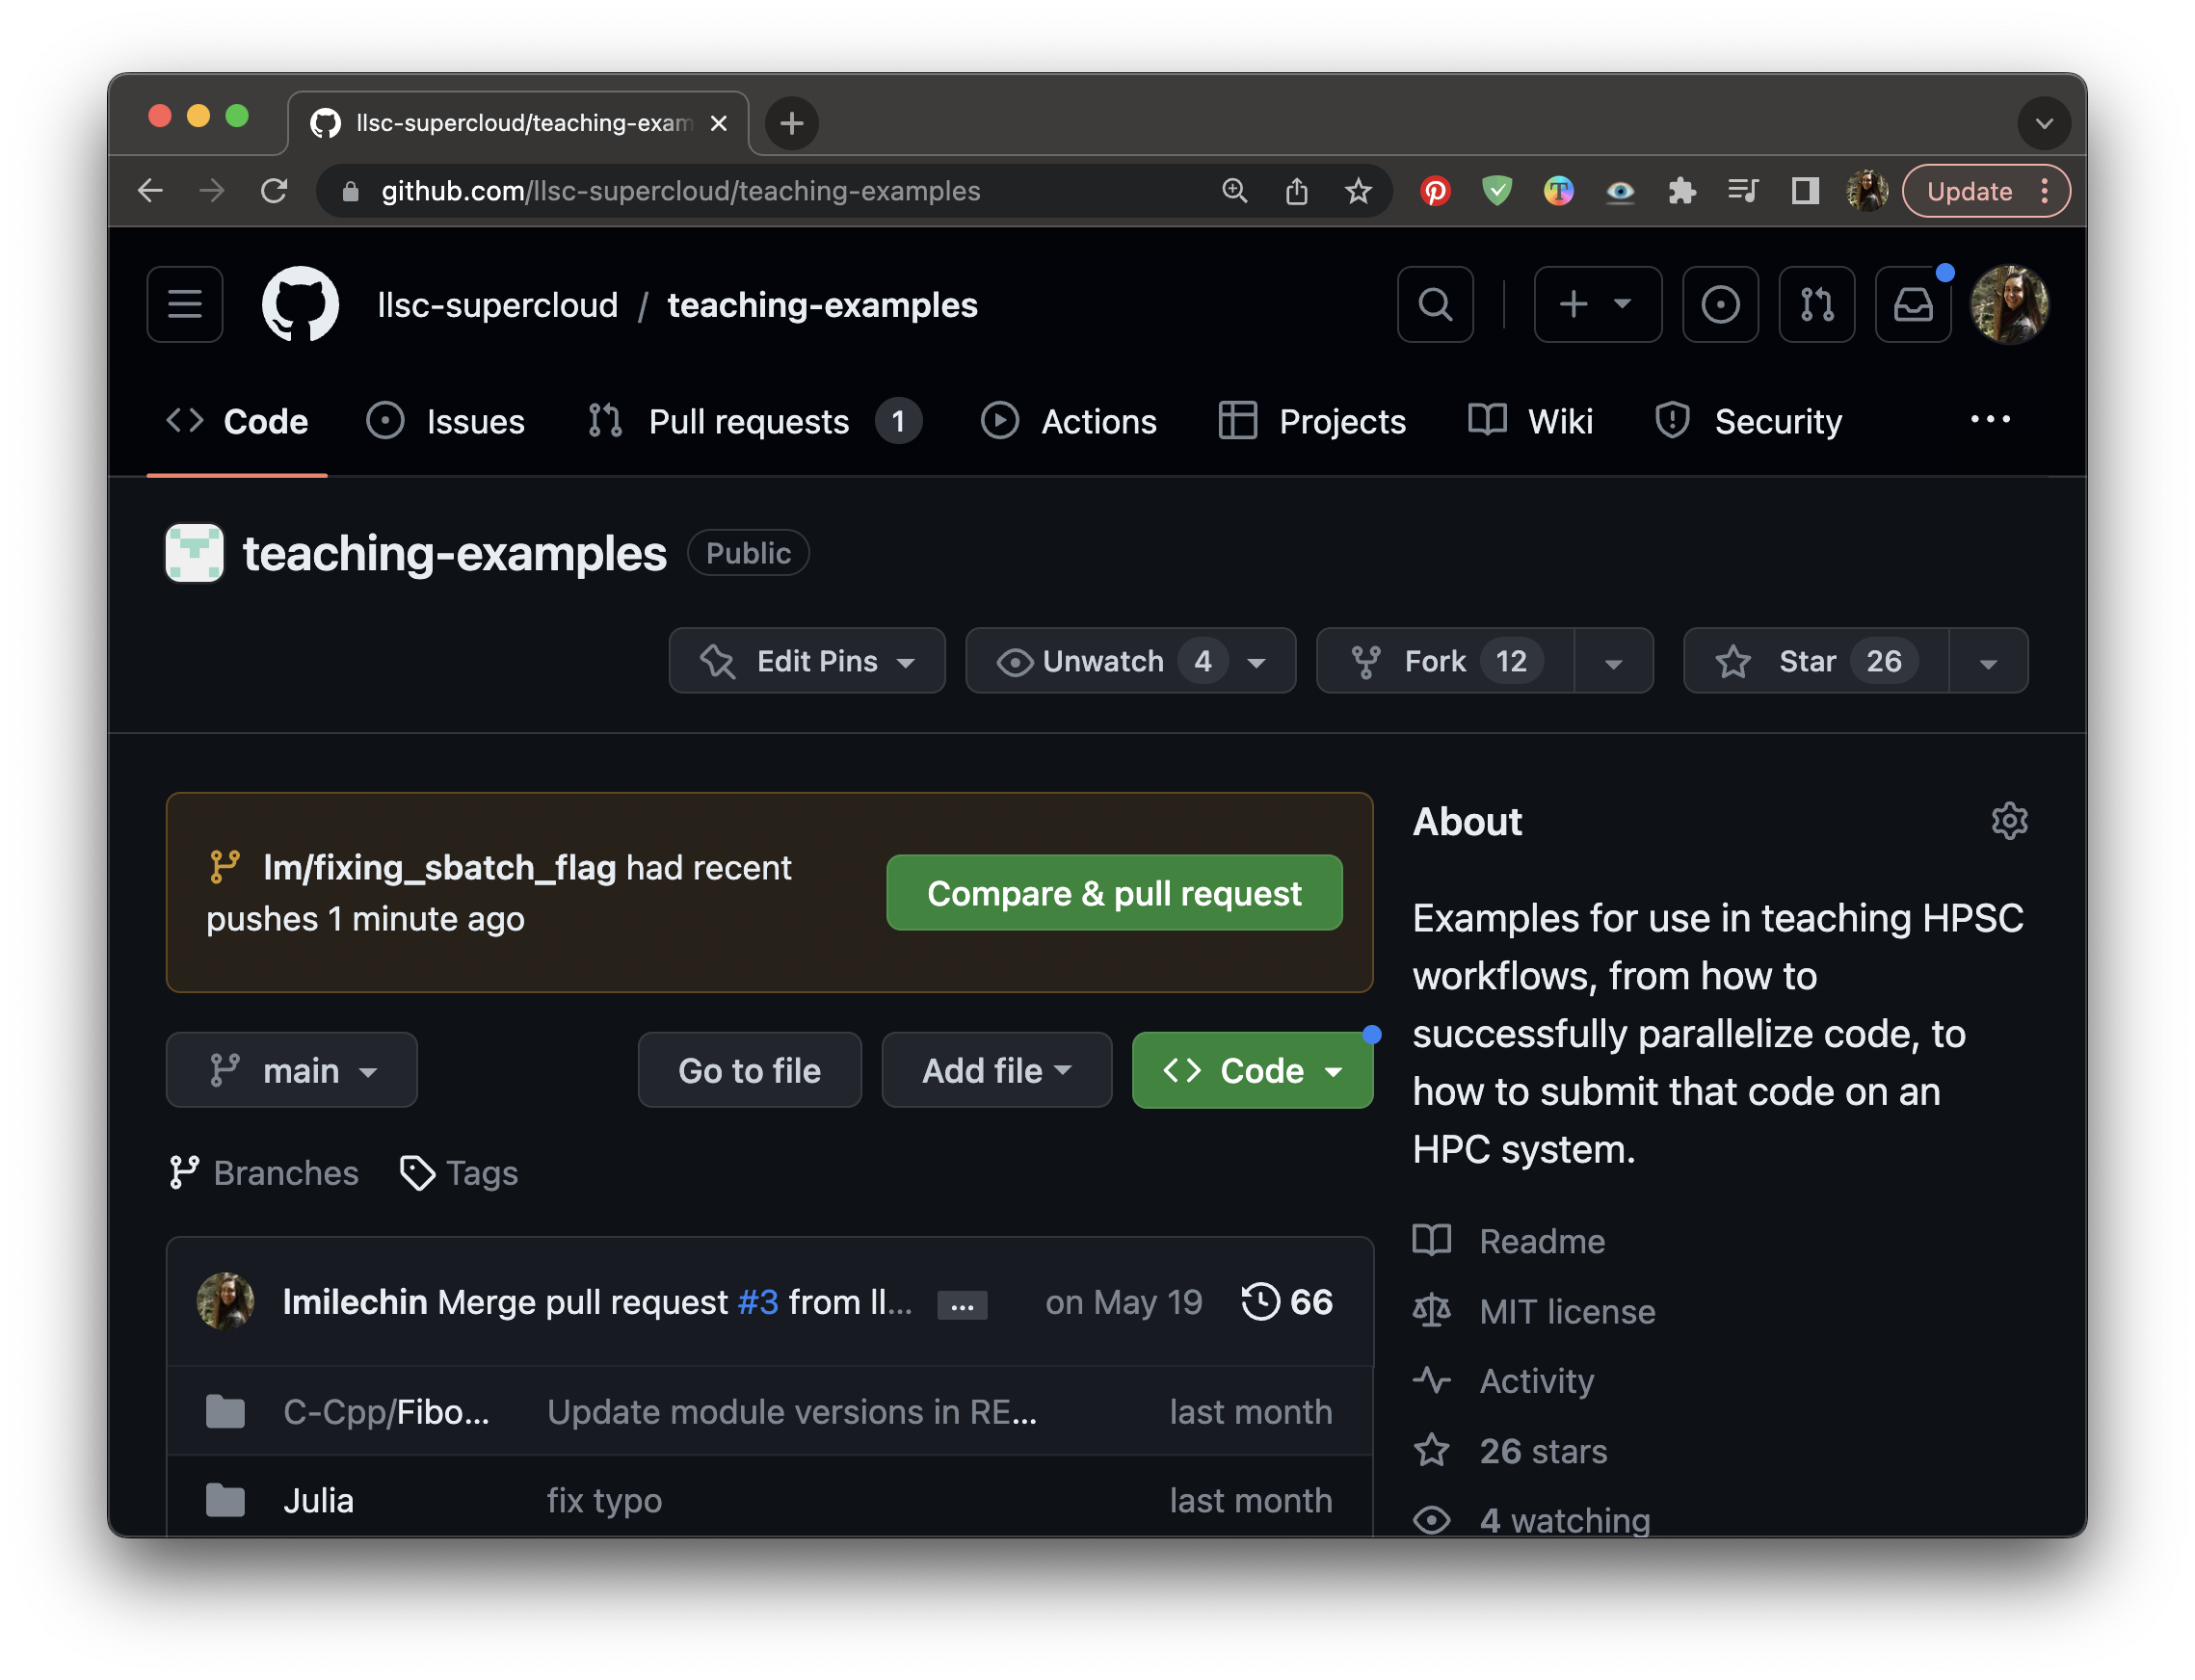 llsc-supercloud/teaching-exam
github.com/llsc-supercloud/teaching-examples
Update
llsc-supercloud / teaching-examples
Code Issues Pull requests 1 Actions Projects Wiki Security
teaching-examples Public
Edit Pins Unwatch 4 Fork 12 Star 26
lm/fixing_sbatch_flag had recent
pushes 1 minute ago
Compare & pull request
main Go to file Add file Code
Branches Tags
lmilechin Merge pull request #3 from ll... ... on May 19 66
C-Cpp/Fibo... Update module versions in RE... last month
Julia fix typo last month
About
Examples for use in teaching HPSC
workflows, from how to
successfully parallelize code, to
how to submit that code on an
HPC system.
Readme
MIT license
Activity
26 stars
4 watching